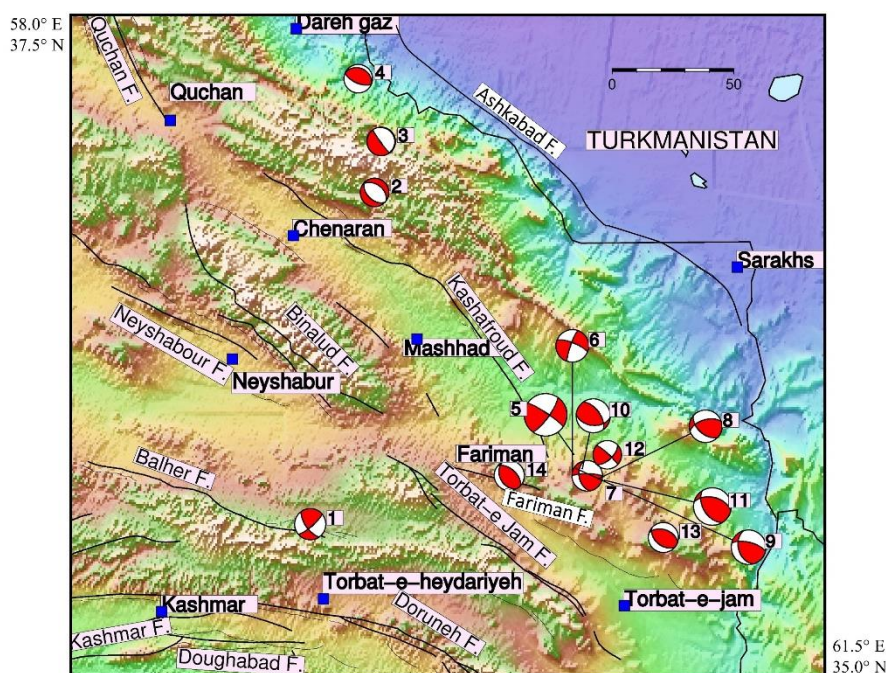 58.0° E
37.5° N
Dareh gaz
Quchan F.
4
0 50
Quchan
Ashkabad F.
3
TURKMANISTAN
2
Chenaran
Sarakhs
Kashafroud F.
Binalud F.
Neyshabour F.
Mashhad
6
Neyshabur
5
10
8
12
Fariman
14
7
Balher F.
Torbat-e Jam F.
Fariman F.
11
1
13
9
Torbat-e-heydariyeh
Kashmar
Torbat-e-jam
Doruneh F.
Kashmar F.
Doughabad F.
61.5° E
35.0° N